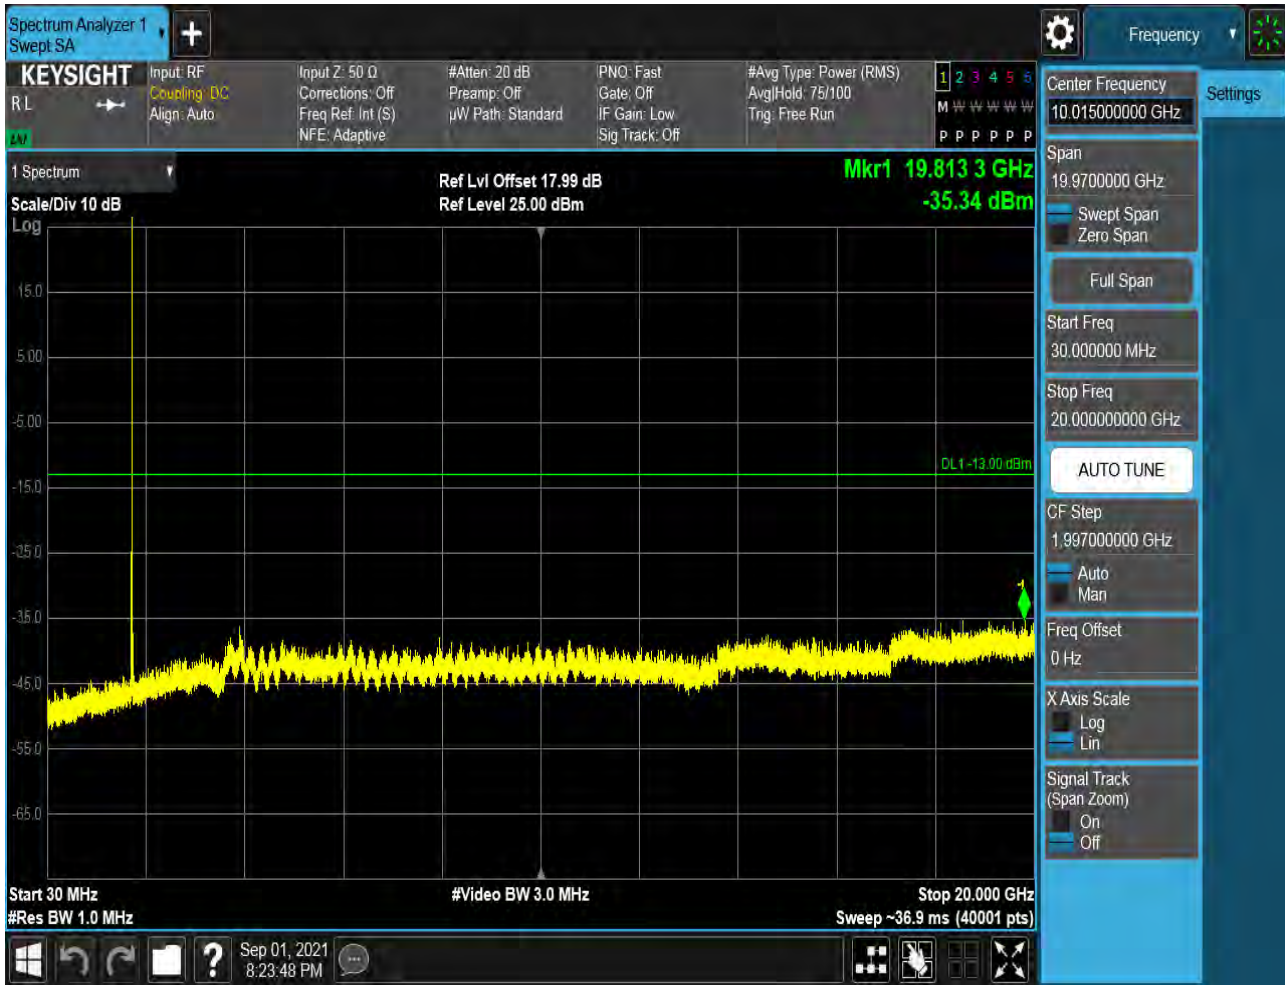 Spectrum Analyzer 1
Swept SA
Frequency
KEYSIGHT
R L
LNI
Input: RF
Coupling: DC
Align: Auto
Input Z: 50 Ω
Corrections: Off
Freq Ref: Int (S)
NFE: Adaptive
#Atten: 20 dB
Preamp: Off
µW Path: Standard
PNO: Fast
Gate: Off
IF Gain: Low
Sig Track: Off
#Avg Type: Power (RMS)
Avg|Hold: 75/100
Trig: Free Run
1 2 3 4 5 6
M W W W W W
P P P P P P
1 Spectrum
Scale/Div 10 dB
Ref Lvl Offset 17.99 dB
Ref Level 25.00 dBm
Mkr1 19.813 3 GHz
-35.34 dBm
Log
15.0
5.00
-5.00
DL1 -13.00 dBm
-15.0
-25.0
1
-35.0
-45.0
-55.0
-65.0
Start 30 MHz
#Video BW 3.0 MHz
Stop 20.000 GHz
#Res BW 1.0 MHz
Sweep ~36.9 ms (40001 pts)
?
Sep 01, 2021
8:23:48 PM
Center Frequency
10.015000000 GHz
Settings
Span
19.9700000 GHz
Swept Span
Zero Span
Full Span
Start Freq
30.000000 MHz
Stop Freq
20.000000000 GHz
AUTO TUNE
CF Step
1.997000000 GHz
Auto
Man
Freq Offset
0 Hz
X Axis Scale
Log
Lin
Signal Track
(Span Zoom)
On
Off